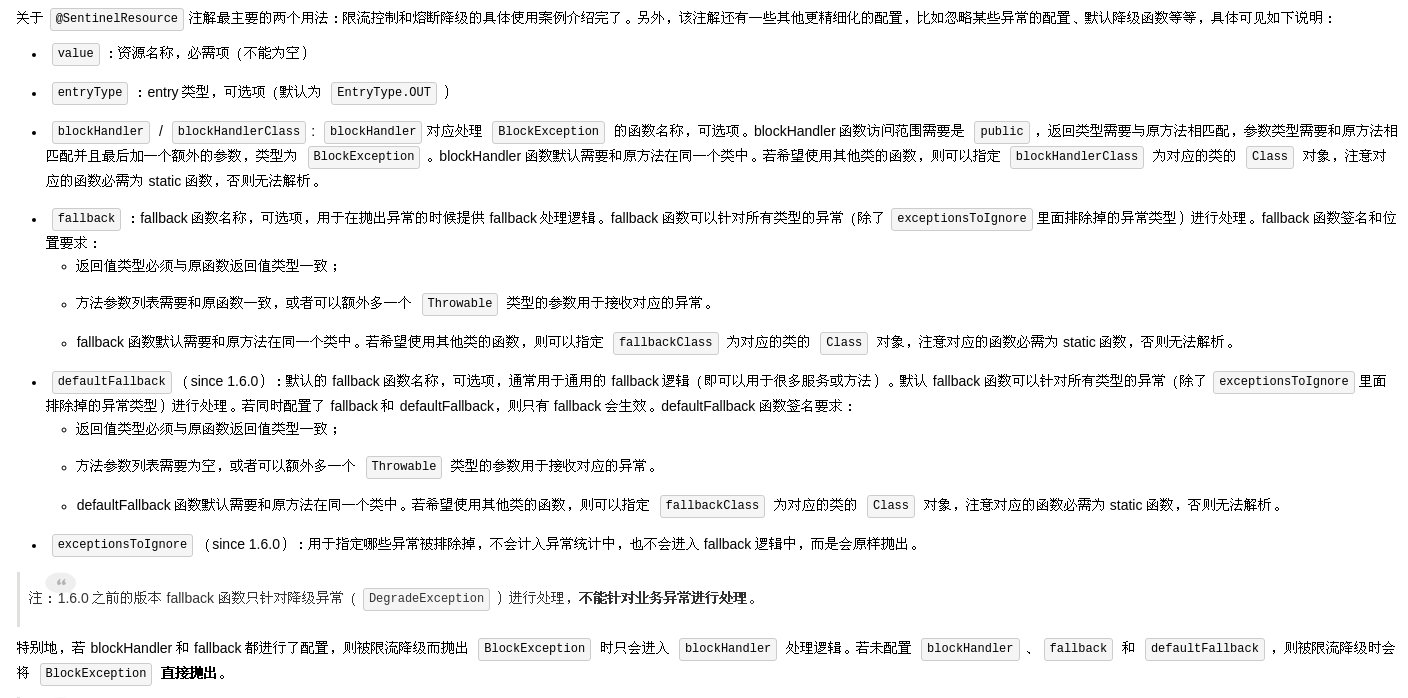 关于 @SentinelResource 注解最主要的两个用法：限流控制和熔断降级的具体使用案例介绍完了。另外，该注解还有一些其他更精细化的配置，比如忽略某些异常的配置、默认降级函数等等，具体可见如下说明：
• value ：资源名称，必需项（不能为空）
• entryType ：entry 类型，可选项（默认为 EntryType.OUT ）
• blockHandler / blockHandlerClass : blockHandler 对应处理 BlockException 的函数名称，可选项。blockHandler 函数访问范围需要是 public ，返回类型需要与原方法相匹配，参数类型需要和原方法相
匹配并且最后加一个额外的参数，类型为 BlockException 。blockHandler 函数默认需要和原方法在同一个类中。若希望使用其他类的函数，则可以指定 blockHandlerClass 为对应的类的 Class 对象，注意对
应的函数必需为 static 函数，否则无法解析。
• fallback ：fallback 函数名称，可选项，用于在抛出异常的时候提供 fallback 处理逻辑。fallback 函数可以针对所有类型的异常（除了 exceptionsToIgnore 里面排除掉的异常类型）进行处理。fallback 函数签名和位
置要求：
◦ 返回值类型必须与原函数返回值类型一致；
◦ 方法参数列表需要和原函数一致，或者可以额外多一个 Throwable 类型的参数用于接收对应的异常。
◦ fallback 函数默认需要和原方法在同一个类中。若希望使用其他类的函数，则可以指定 fallbackClass 为对应的类的 Class 对象，注意对应的函数必需为 static 函数，否则无法解析。
• defaultFallback （since 1.6.0）：默认的 fallback 函数名称，可选项，通常用于通用的 fallback 逻辑（即可以用于很多服务或方法）。默认 fallback 函数可以针对所有类型的异常（除了 exceptionsToIgnore 里面
排除掉的异常类型）进行处理。若同时配置了 fallback 和 defaultFallback，则只有 fallback 会生效。defaultFallback 函数签名要求：
◦ 返回值类型必须与原函数返回值类型一致；
◦ 方法参数列表需要为空，或者可以额外多一个 Throwable 类型的参数用于接收对应的异常。
◦ defaultFallback 函数默认需要和原方法在同一个类中。若希望使用其他类的函数，则可以指定 fallbackClass 为对应的类的 Class 对象，注意对应的函数必需为 static 函数，否则无法解析。
• exceptionsToIgnore （since 1.6.0）：用于指定哪些异常被排除掉，不会计入异常统计中，也不会进入 fallback 逻辑中，而是会原样抛出。
注：1.6.0 之前的版本 fallback 函数只针对降级异常（ DegradeException ）进行处理，不能针对业务异常进行处理。
特别地，若 blockHandler 和 fallback 都进行了配置，则被限流降级而抛出 BlockException 时只会进入 blockHandler 处理逻辑。若未配置 blockHandler 、 fallback 和 defaultFallback ，则被限流降级时会
将 BlockException 直接抛出。